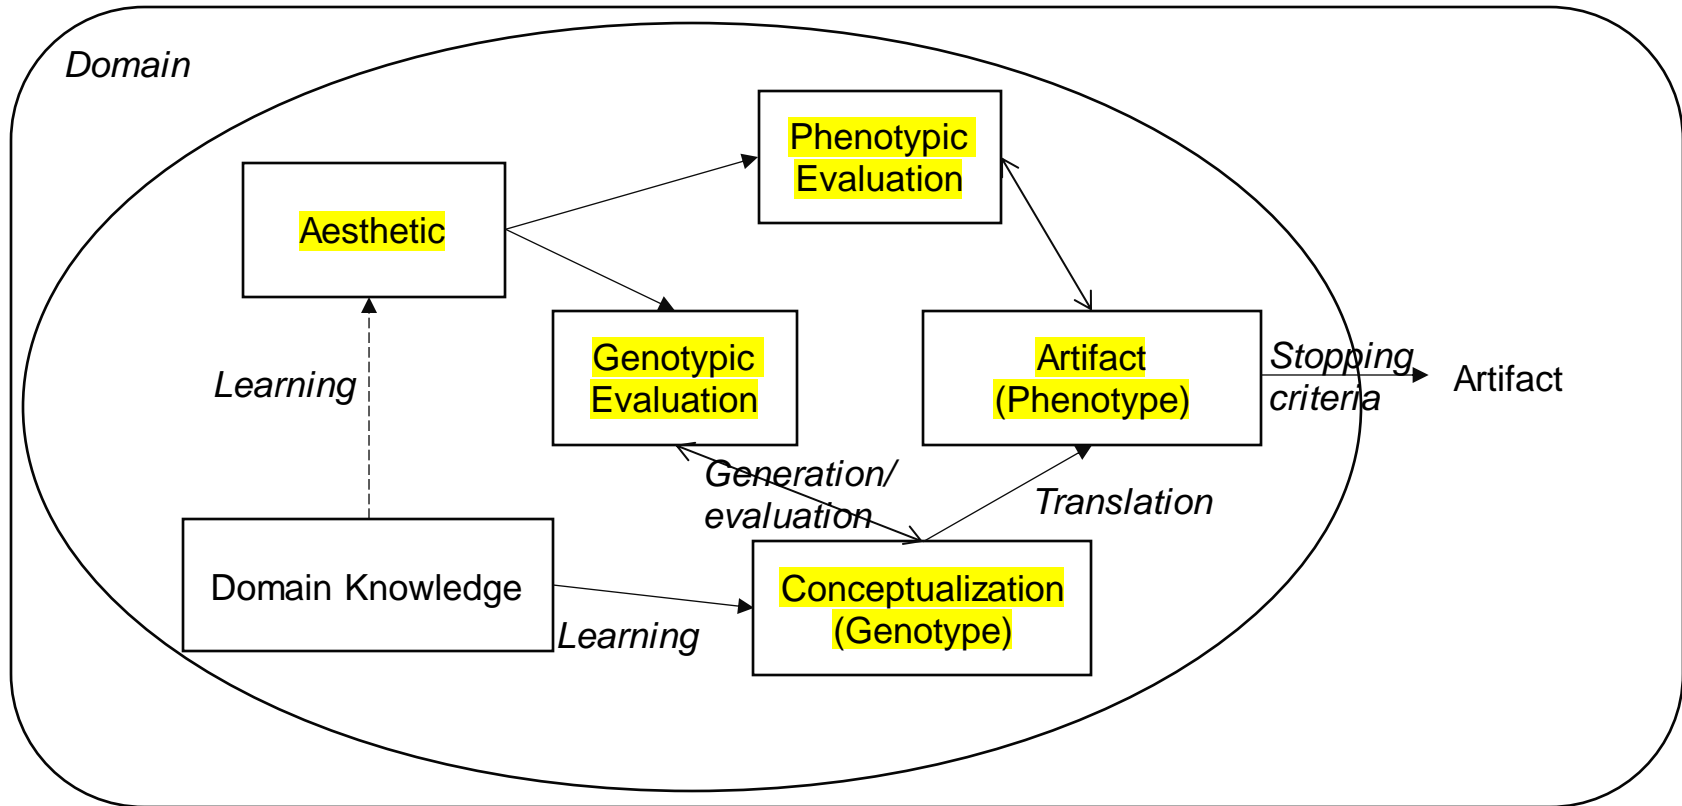 Domain
Phenotypic
Evaluation
Aesthetic
Genotypic
Evaluation
Artifact
(Phenotype)
Stopping
criteria
Artifact
Learning
Generation/
evaluation
Translation
Domain Knowledge
Learning
Conceptualization
(Genotype)